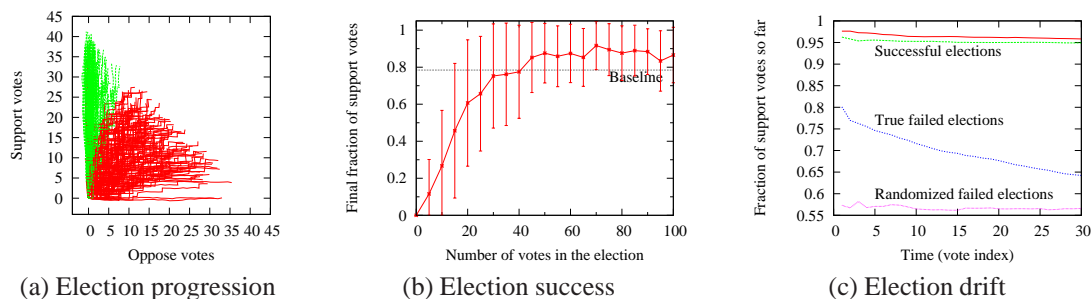 45
40
35
30
25
20
15
10
5
0
Support votes
0 5 10 15 20 25 30 35 40 45
Oppose votes
(a) Election progression
1
0.8
0.6
0.4
0.2
0
Final fraction of support votes
Baseline
0 20 40 60 80 100
Number of votes in the election
(b) Election success
1
0.95
0.9
0.85
0.8
0.75
0.7
0.65
0.6
0.55
Fraction of support votes so far
Successful elections
True failed elections
Randomized failed elections
0 5 10 15 20 25 30
Time (vote index)
(c) Election drift